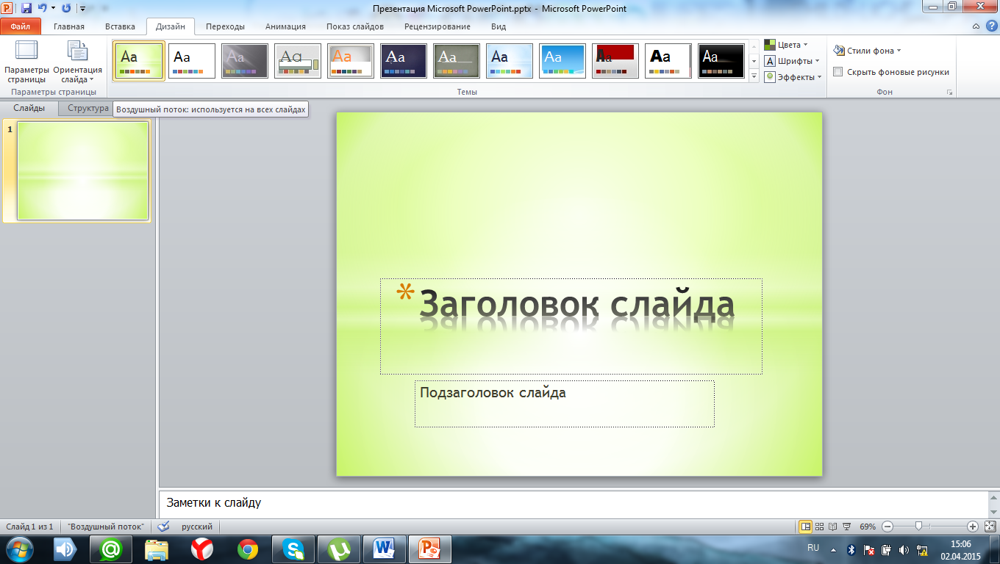 Презентация Microsoft PowerPoint.pptx - Microsoft PowerPoint
Файл Главная Вставка Дизайн Переходы Анимация Показ слайдов Рецензирование Вид
Параметры страницы
Ориентация слайда
Параметры страницы
Aa Aa Aa Aa Aa Aa Aa Aa Aa Aa Aa Aa
Темы
Цвета
Шрифты
Эффекты
Стили фона
Скрыть фоновые рисунки
Фон
Слайды Структура
Воздушный поток: используется на всех слайдах
1
* Заголовок слайда
Подзаголовок слайда
Заметки к слайду
Слайд 1 из 1 "Воздушный поток" русский 69%
RU 15:06
02.04.2015